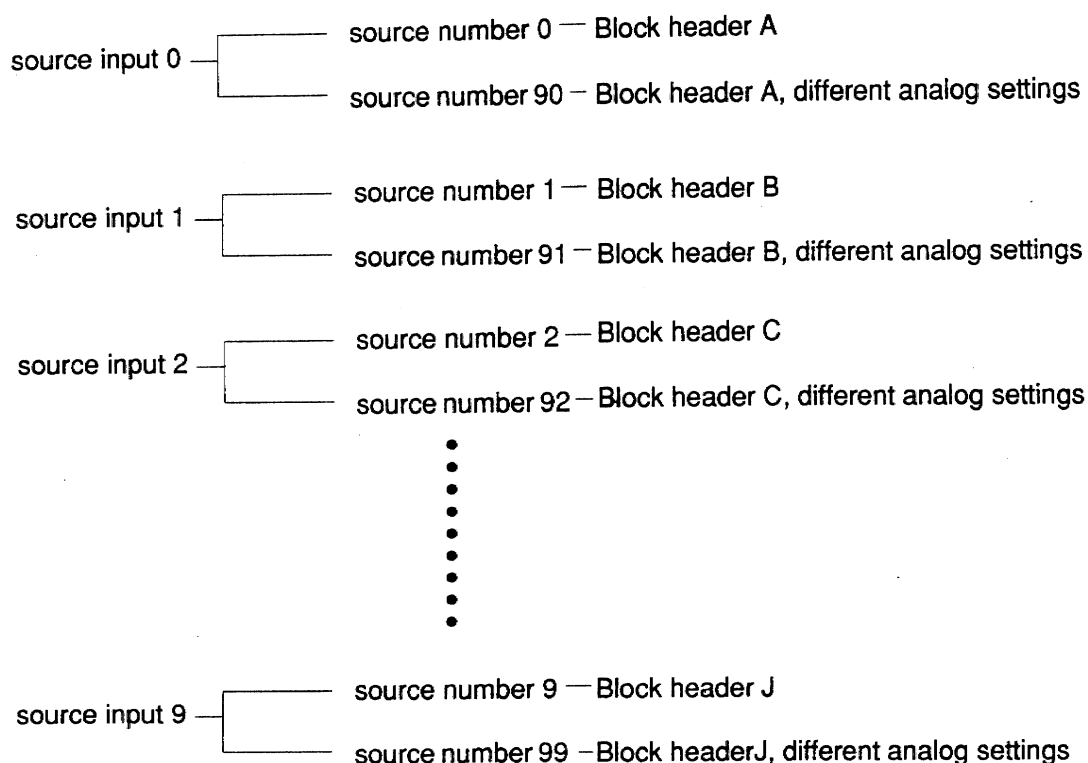 source number 0 — Block header A
source input 0
source number 90 – Block header A, different analog settings
source number 1 — Block header B
source input 1
source number 91 – Block header B, different analog settings
source number 2 — Block header C
source input 2
source number 92 – Block header C, different analog settings
source number 9 — Block header J
source input 9
source number 99 –Block headerJ, different analog settings